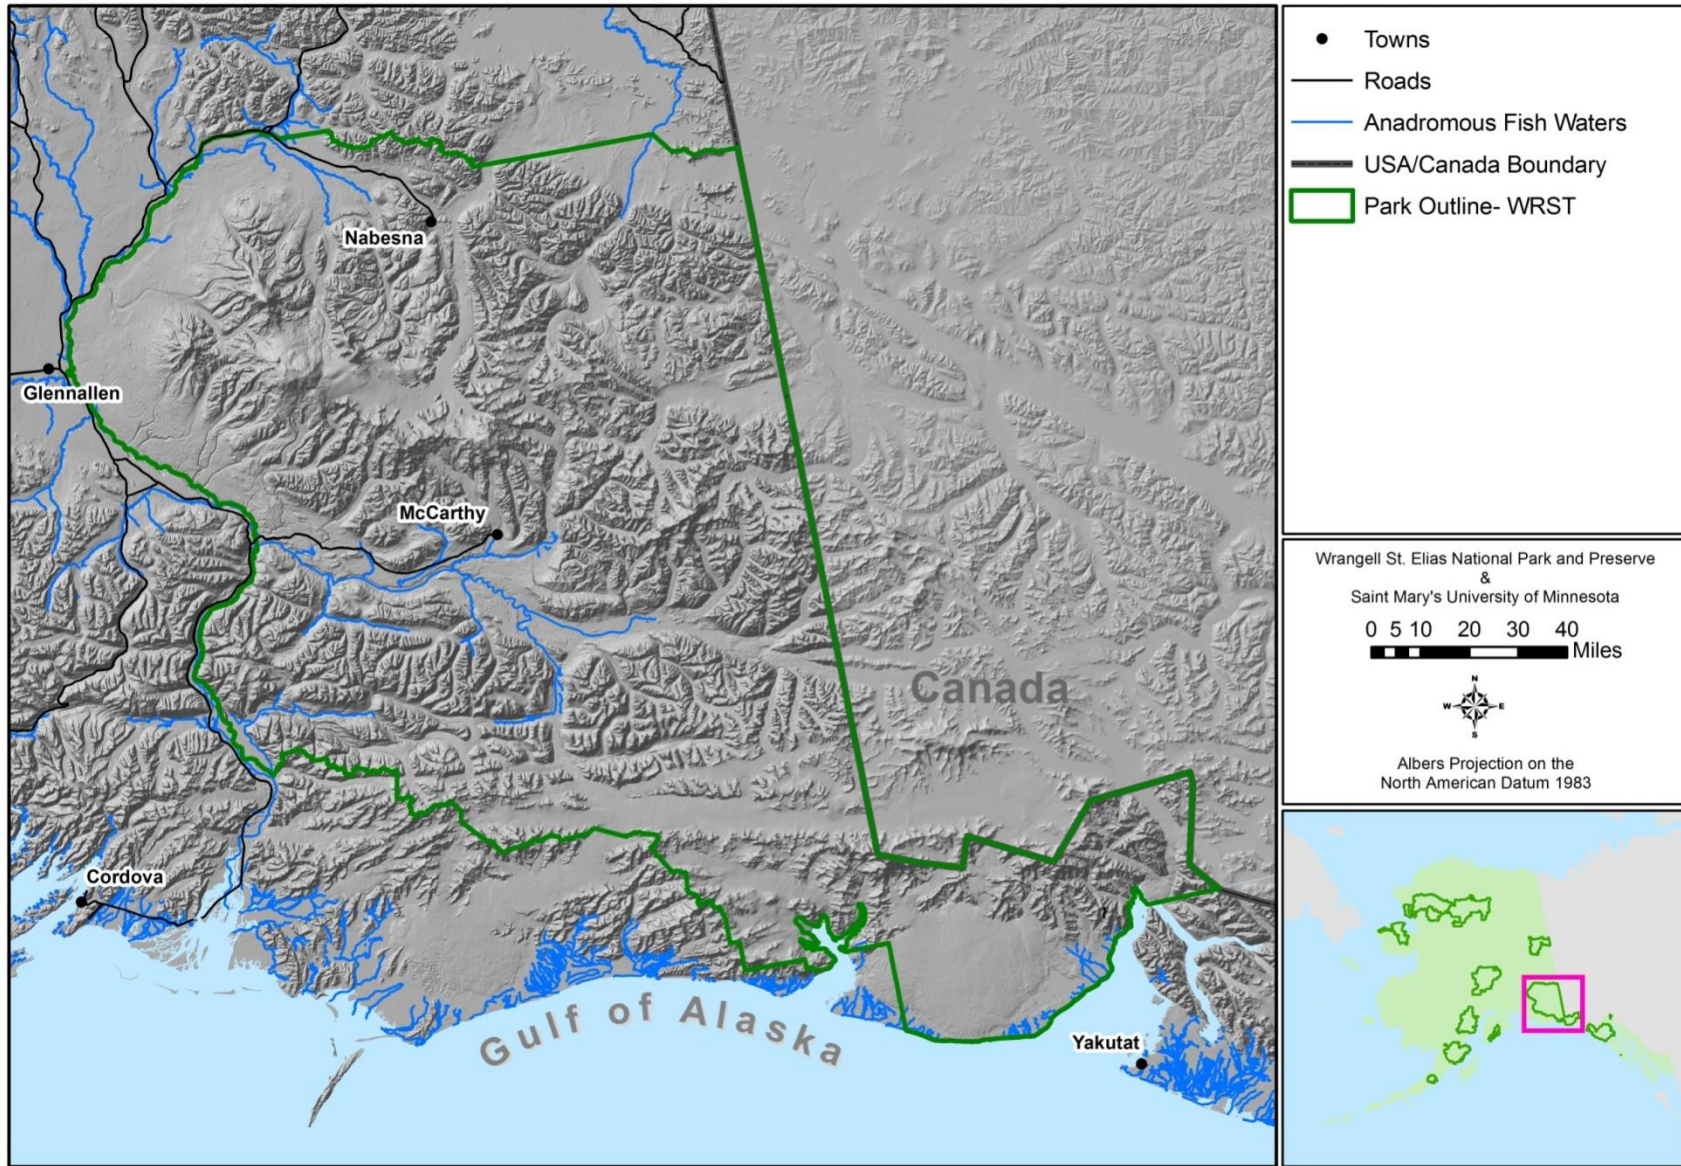 Nabesna
Glennallen
McCarthy
Canada
Cordova
Gulf of Alaska
Yakutat
Towns
Roads
Anadromous Fish Waters
USA/Canada Boundary
Park Outline- WRST
Wrangell St. Elias National Park and Preserve
&
Saint Mary's University of Minnesota
0 5 10 20 30 40
Miles
N
W E
S
Albers Projection on the
North American Datum 1983